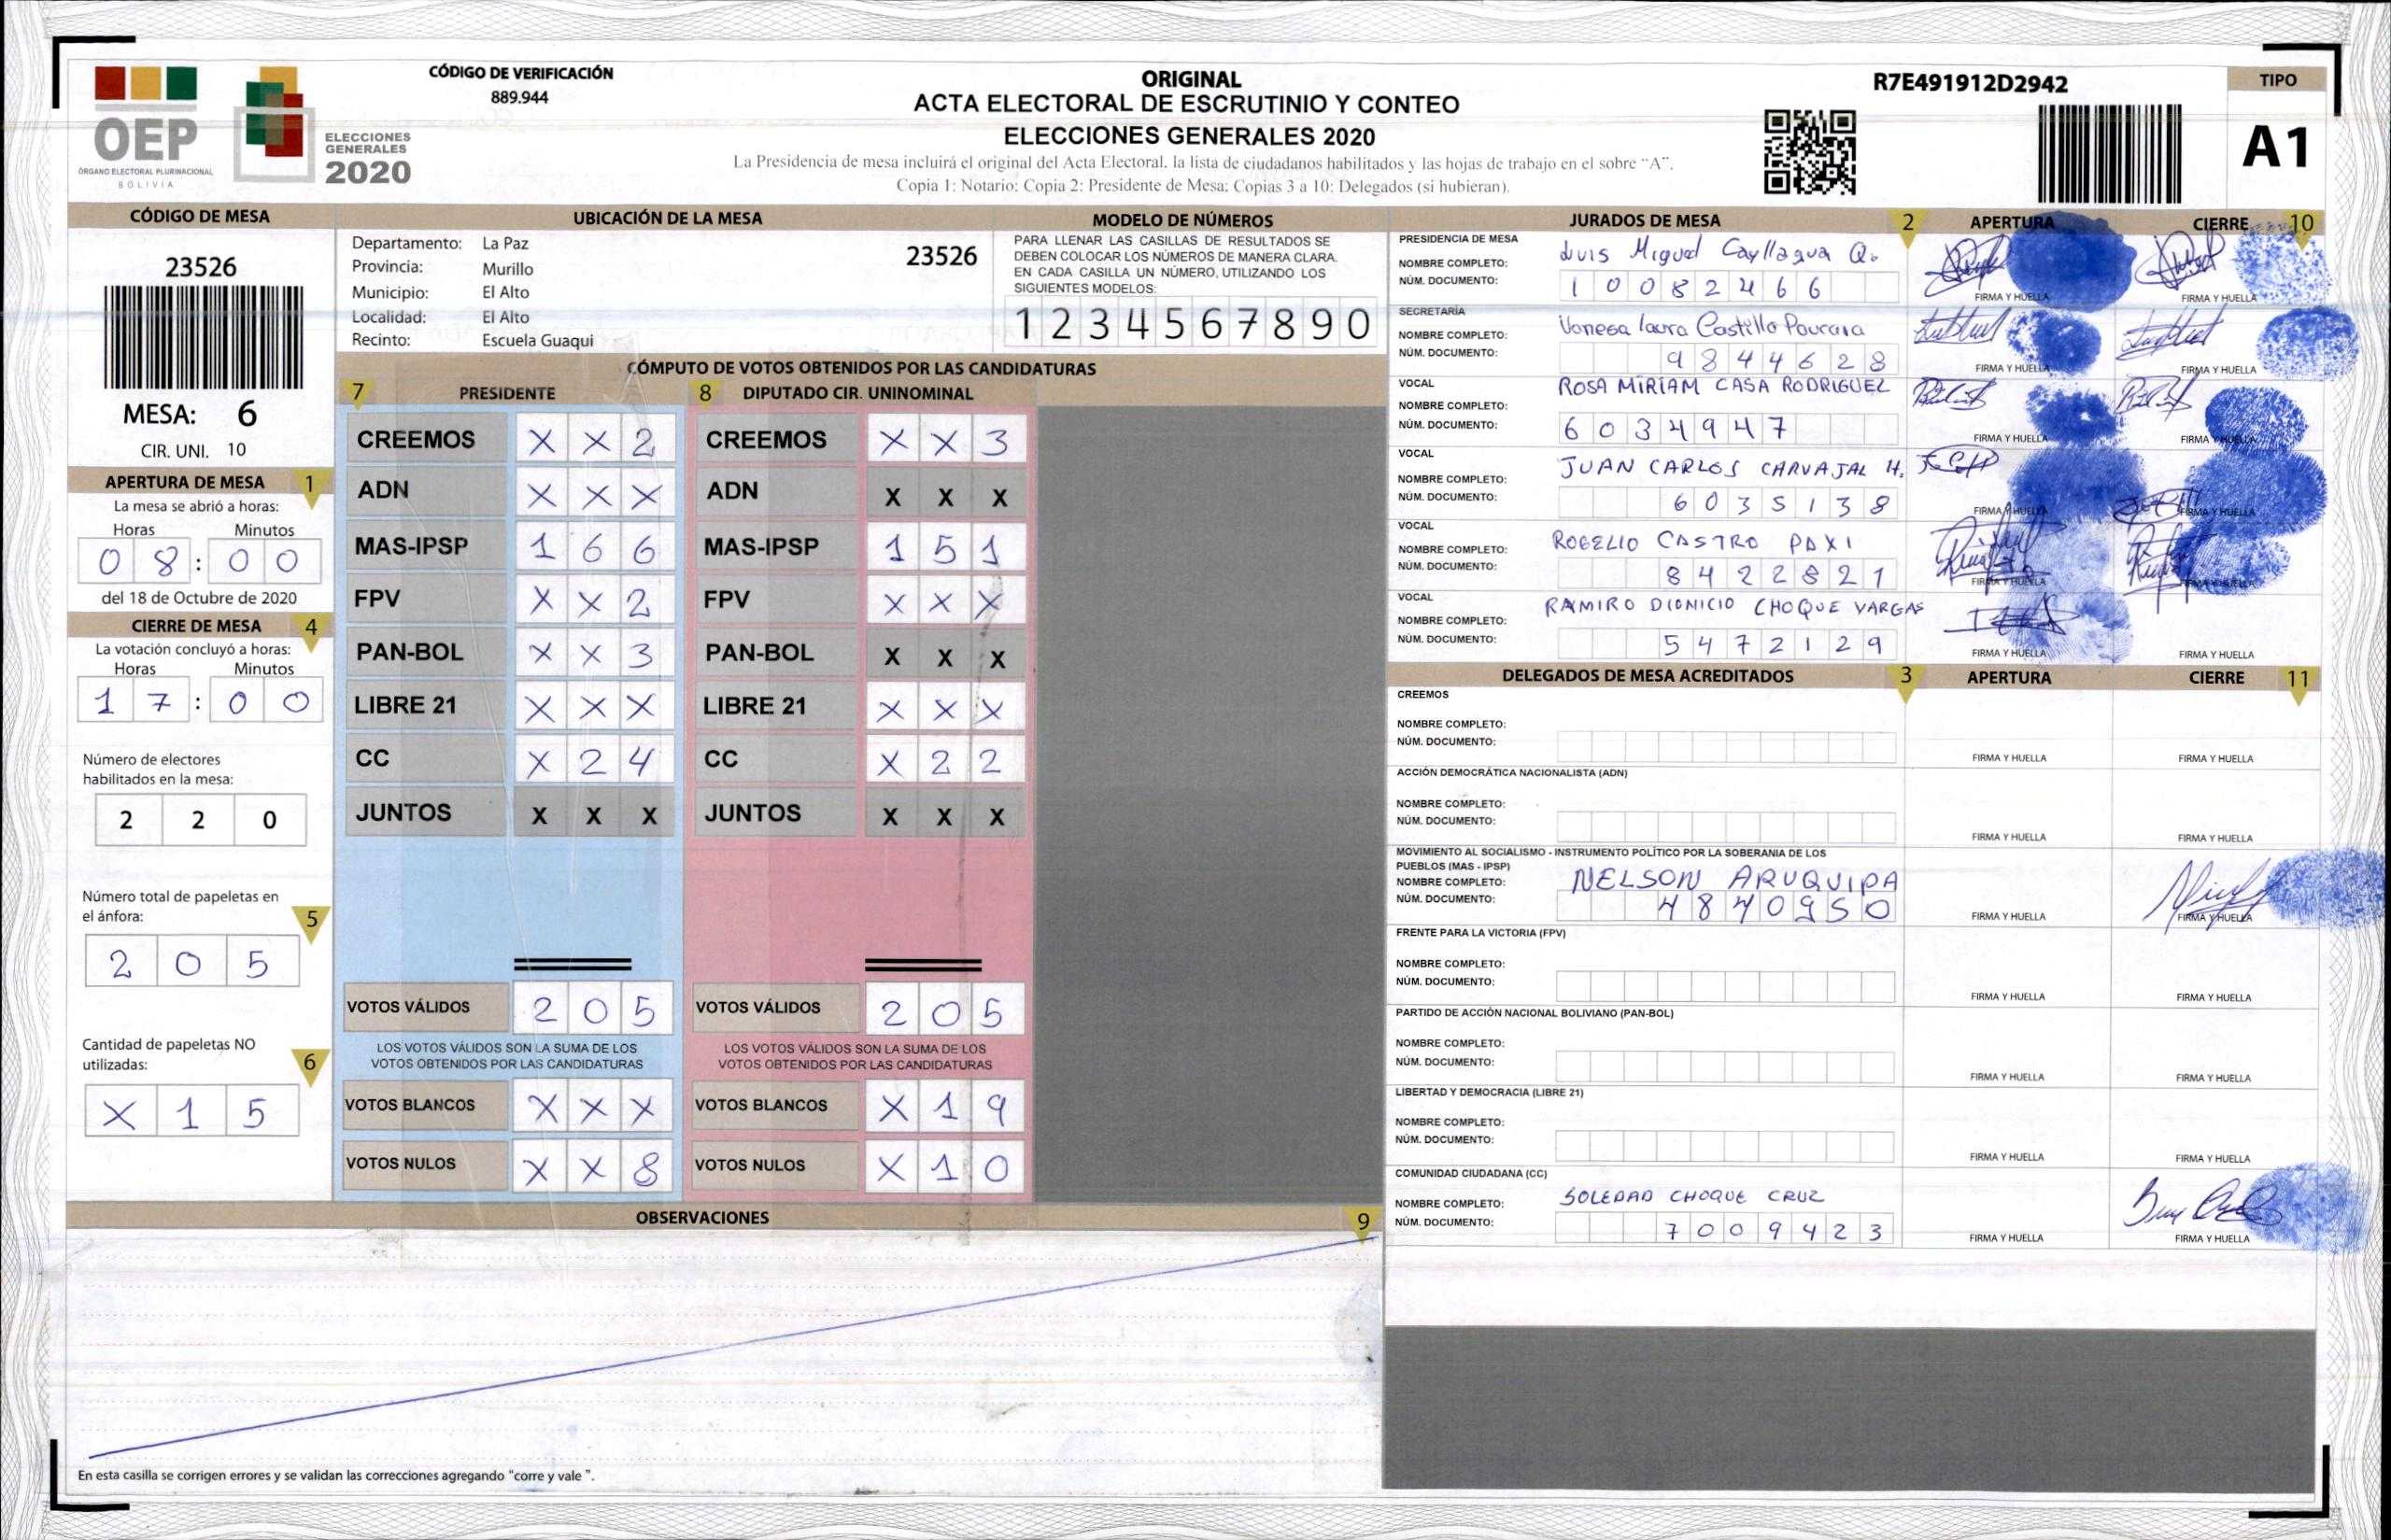 OEP
ÓRGANO ELECTORAL PLURINACIONAL
BOLIVIA
ELECCIONES
GENERALES
2020
CÓDIGO DE VERIFICACIÓN
889.944
ORIGINAL
ACTA ELECTORAL DE ESCRUTINIO Y CONTEO
ELECCIONES GENERALES 2020
La Presidencia de mesa incluirá el original del Acta Electoral, la lista de ciudadanos habilitados y las hojas de trabajo en el sobre "A".
Copia 1: Notario; Copia 2: Presidente de Mesa; Copias 3 a 10: Delegados (si hubieran).
R7E491912D2942
TIPO
A1
CÓDIGO DE MESA
23526
MESA: 6
CIR. UNI. 10
APERTURA DE MESA 1
La mesa se abrió a horas:
Horas Minutos
0 8 : 0 0
del 18 de Octubre de 2020
CIERRE DE MESA 4
La votación concluyó a horas:
Horas Minutos
1 7 : 0 0
Número de electores
habilitados en la mesa:
2 2 0
Número total de papeletas en
el ánfora: 5
2 0 5
Cantidad de papeletas NO
utilizadas: 6
X 1 5
UBICACIÓN DE LA MESA
Departamento: La Paz 23526
Provincia: Murillo
Municipio: El Alto
Localidad: El Alto
Recinto: Escuela Guaqui
MODELO DE NÚMEROS
PARA LLENAR LAS CASILLAS DE RESULTADOS SE
DEBEN COLOCAR LOS NÚMEROS DE MANERA CLARA.
EN CADA CASILLA UN NÚMERO, UTILIZANDO LOS
SIGUIENTES MODELOS:
1 2 3 4 5 6 7 8 9 0
CÓMPUTO DE VOTOS OBTENIDOS POR LAS CANDIDATURAS
7 PRESIDENTE 8 DIPUTADO CIR. UNINOMINAL
CREEMOS X X 2 CREEMOS X X 3
ADN X X X ADN X X X
MAS-IPSP 1 6 6 MAS-IPSP 1 5 1
FPV X X 2 FPV X X X
PAN-BOL X X 3 PAN-BOL X X X
LIBRE 21 X X X LIBRE 21 X X X
CC X 2 4 CC X 2 2
JUNTOS X X X JUNTOS X X X
VOTOS VÁLIDOS 2 0 5 VOTOS VÁLIDOS 2 0 5
LOS VOTOS VÁLIDOS SON LA SUMA DE LOS LOS VOTOS VÁLIDOS SON LA SUMA DE LOS
VOTOS OBTENIDOS POR LAS CANDIDATURAS VOTOS OBTENIDOS POR LAS CANDIDATURAS
VOTOS BLANCOS X X X VOTOS BLANCOS X 1 9
VOTOS NULOS X X 8 VOTOS NULOS X 1 0
OBSERVACIONES 9
En esta casilla se corrigen errores y se validan las correcciones agregando "corre y vale ".
JURADOS DE MESA 2 APERTURA CIERRE 10
PRESIDENCIA DE MESA
NOMBRE COMPLETO: Luis Miguel Cayllagua Q.
NÚM. DOCUMENTO: 1 0 0 8 2 4 6 6
FIRMA Y HUELLA FIRMA Y HUELLA
SECRETARÍA
NOMBRE COMPLETO: Vanesa laura Castillo
NÚM. DOCUMENTO: 9 8 4 4 6 2 8
FIRMA Y HUELLA FIRMA Y HUELLA
VOCAL
NOMBRE COMPLETO: ROSA MIRIAM CASA RODRIGUEL
NÚM. DOCUMENTO: 6 0 3 4 9 4 7
FIRMA Y HUELLA FIRMA Y HUELLA
VOCAL
NOMBRE COMPLETO: JUAN CARLOS CARVAJAL H.
NÚM. DOCUMENTO: 6 0 3 5 1 3 8
FIRMA Y HUELLA FIRMA Y HUELLA
VOCAL
NOMBRE COMPLETO: ROGELIO CASTRO PAXI
NÚM. DOCUMENTO: 8 4 2 2 8 2 1
FIRMA Y HUELLA FIRMA Y HUELLA
VOCAL
NOMBRE COMPLETO: RAMIRO DIONICIO CHOQUE VARGAS
NÚM. DOCUMENTO: 5 4 7 2 1 2 9
FIRMA Y HUELLA FIRMA Y HUELLA
DELEGADOS DE MESA ACREDITADOS 3 APERTURA CIERRE 11
CREEMOS
NOMBRE COMPLETO:
NÚM. DOCUMENTO:
FIRMA Y HUELLA FIRMA Y HUELLA
ACCIÓN DEMOCRÁTICA NACIONALISTA (ADN)
NOMBRE COMPLETO:
NÚM. DOCUMENTO:
FIRMA Y HUELLA FIRMA Y HUELLA
MOVIMIENTO AL SOCIALISMO - INSTRUMENTO POLÍTICO POR LA SOBERANIA DE LOS
PUEBLOS (MAS - IPSP)
NOMBRE COMPLETO: NELSON ARUQUIPA
NÚM. DOCUMENTO: 4 8 4 0 9 5 0
FIRMA Y HUELLA FIRMA Y HUELLA
FRENTE PARA LA VICTORIA (FPV)
NOMBRE COMPLETO:
NÚM. DOCUMENTO:
FIRMA Y HUELLA FIRMA Y HUELLA
PARTIDO DE ACCIÓN NACIONAL BOLIVIANO (PAN-BOL)
NOMBRE COMPLETO:
NÚM. DOCUMENTO:
FIRMA Y HUELLA FIRMA Y HUELLA
LIBERTAD Y DEMOCRACIA (LIBRE 21)
NOMBRE COMPLETO:
NÚM. DOCUMENTO:
FIRMA Y HUELLA FIRMA Y HUELLA
COMUNIDAD CIUDADANA (CC)
NOMBRE COMPLETO: SOLEDAD CHOQUE CRUZ
NÚM. DOCUMENTO: 7 0 0 9 4 2 3
FIRMA Y HUELLA FIRMA Y HUELLA